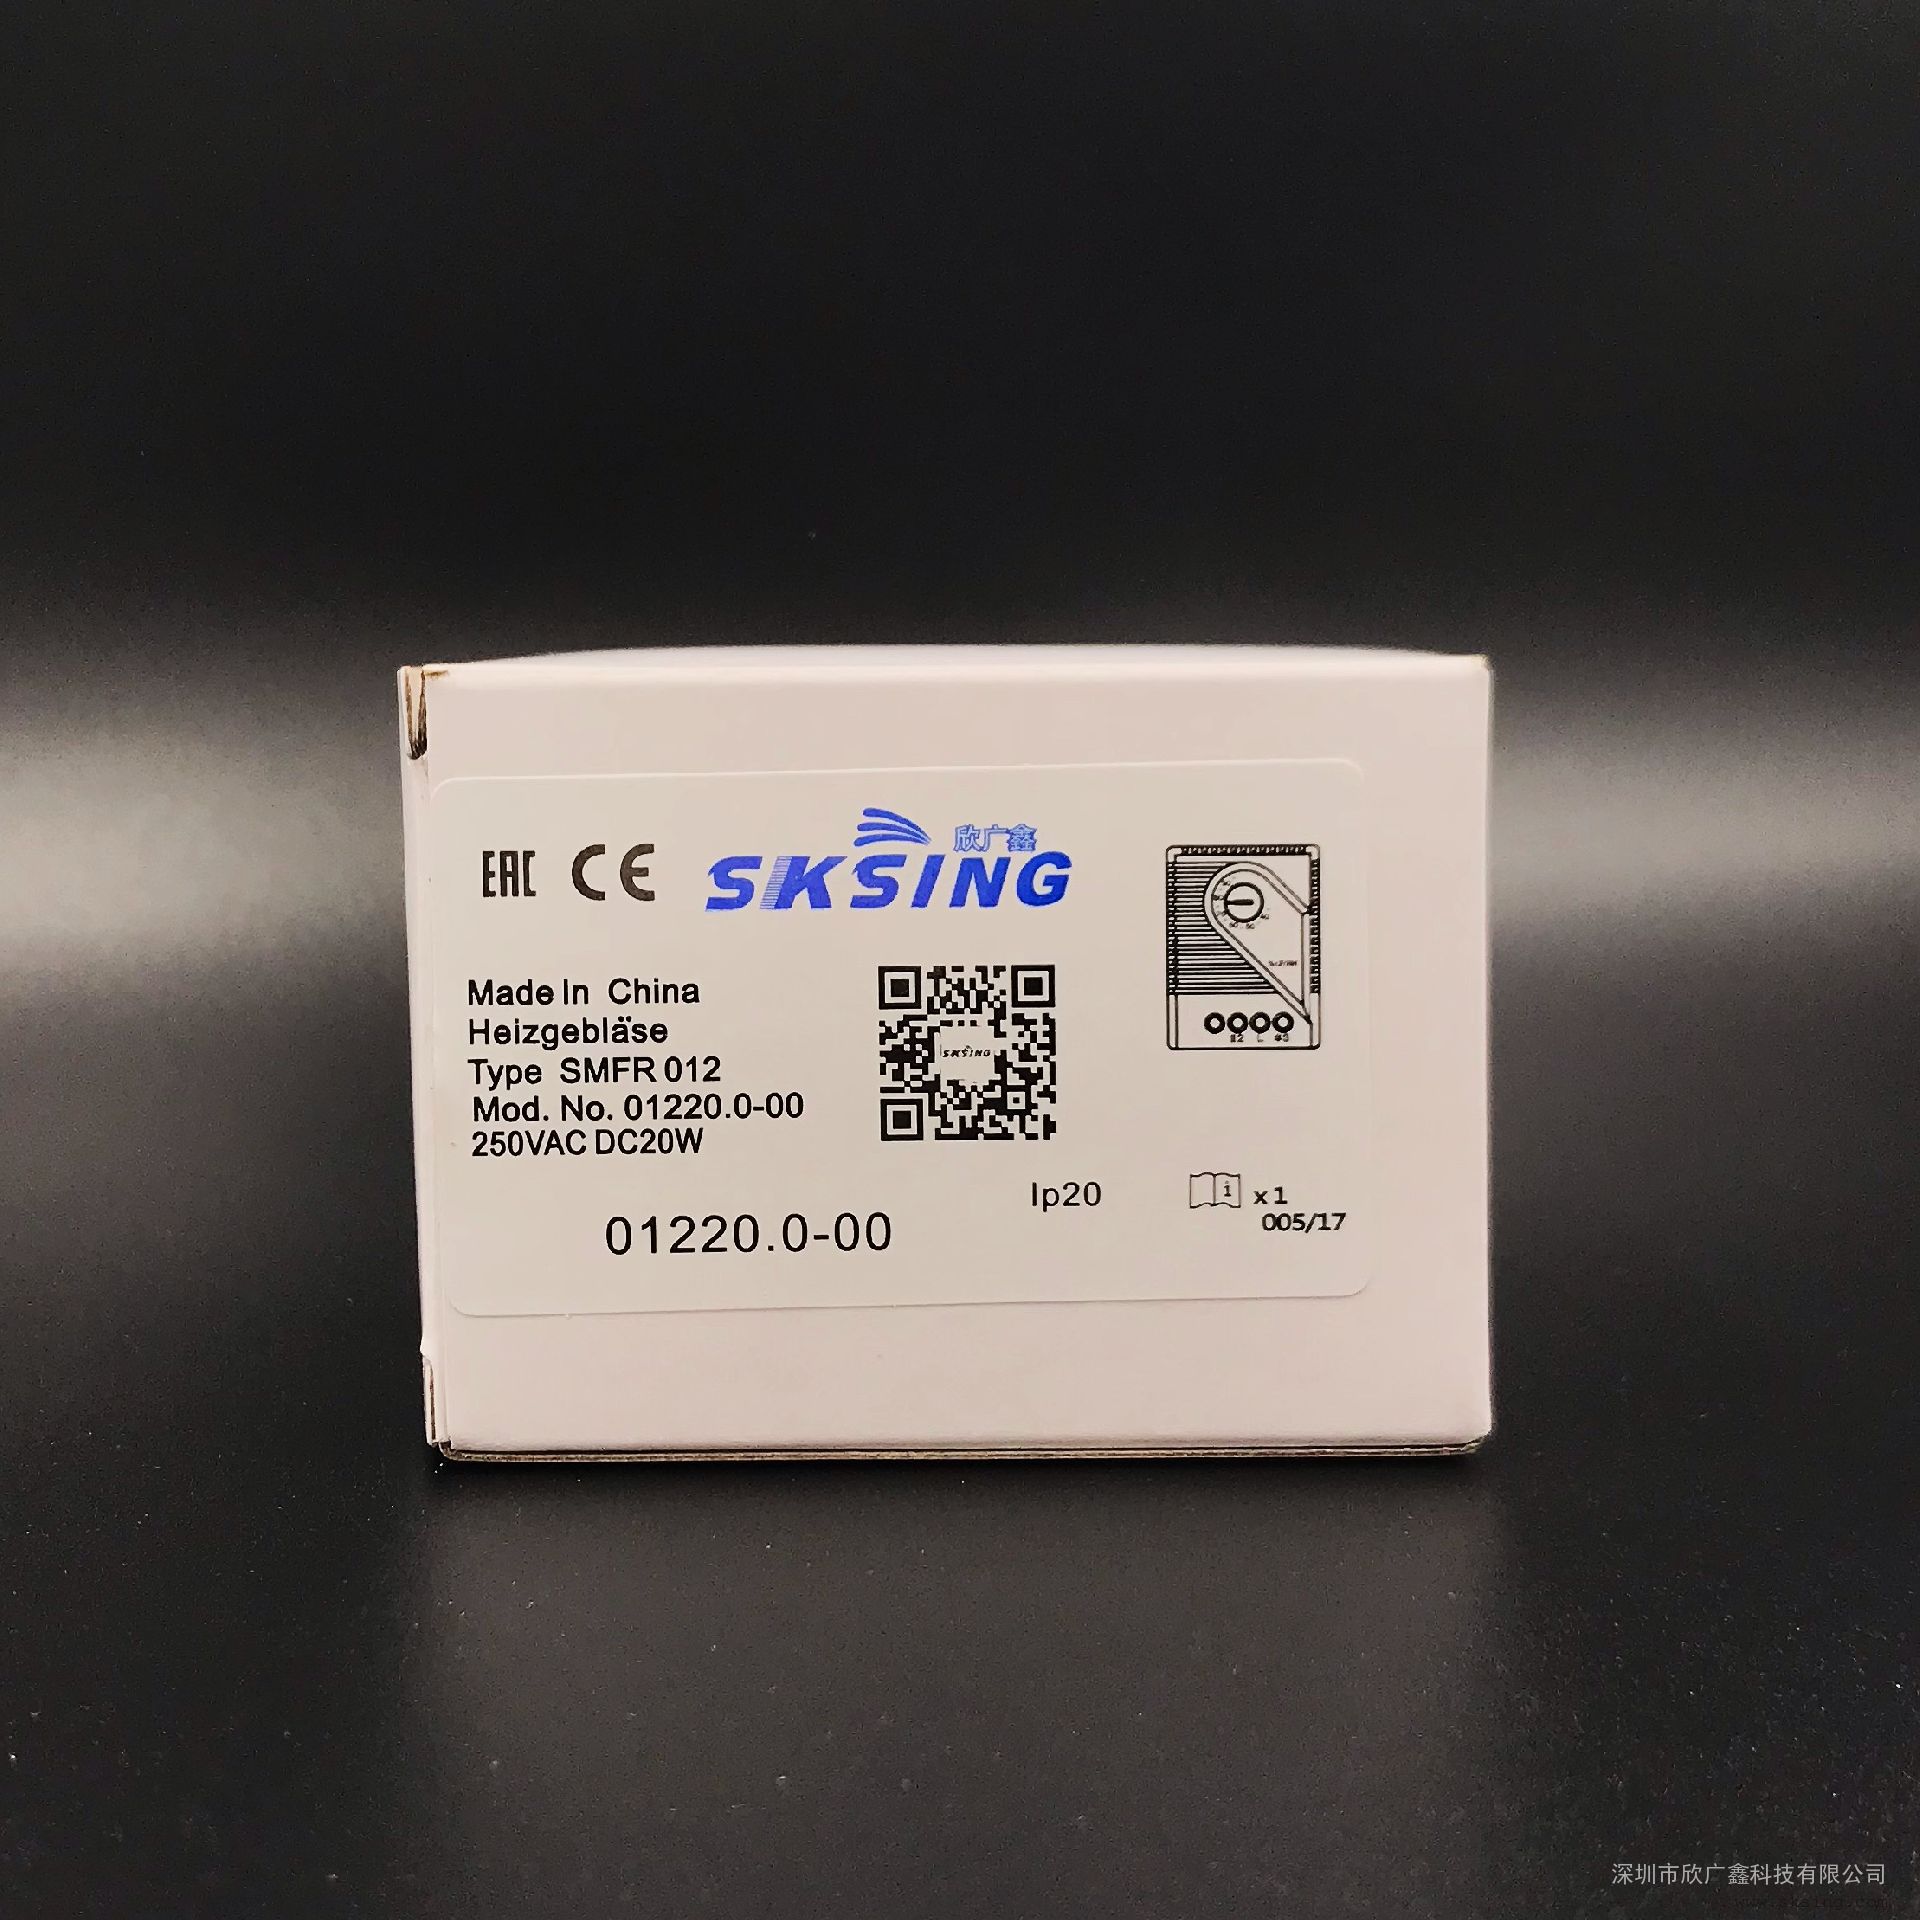 EAC CE
欣广鑫
SKSING
Made In China
Heizgebläse
Type SMFR 012
Mod. No. 01220.0-00
250VAC DC20W
SKSING
Ip20
x1
005/17
01220.0-00
深圳市欣广鑫科技有限公司